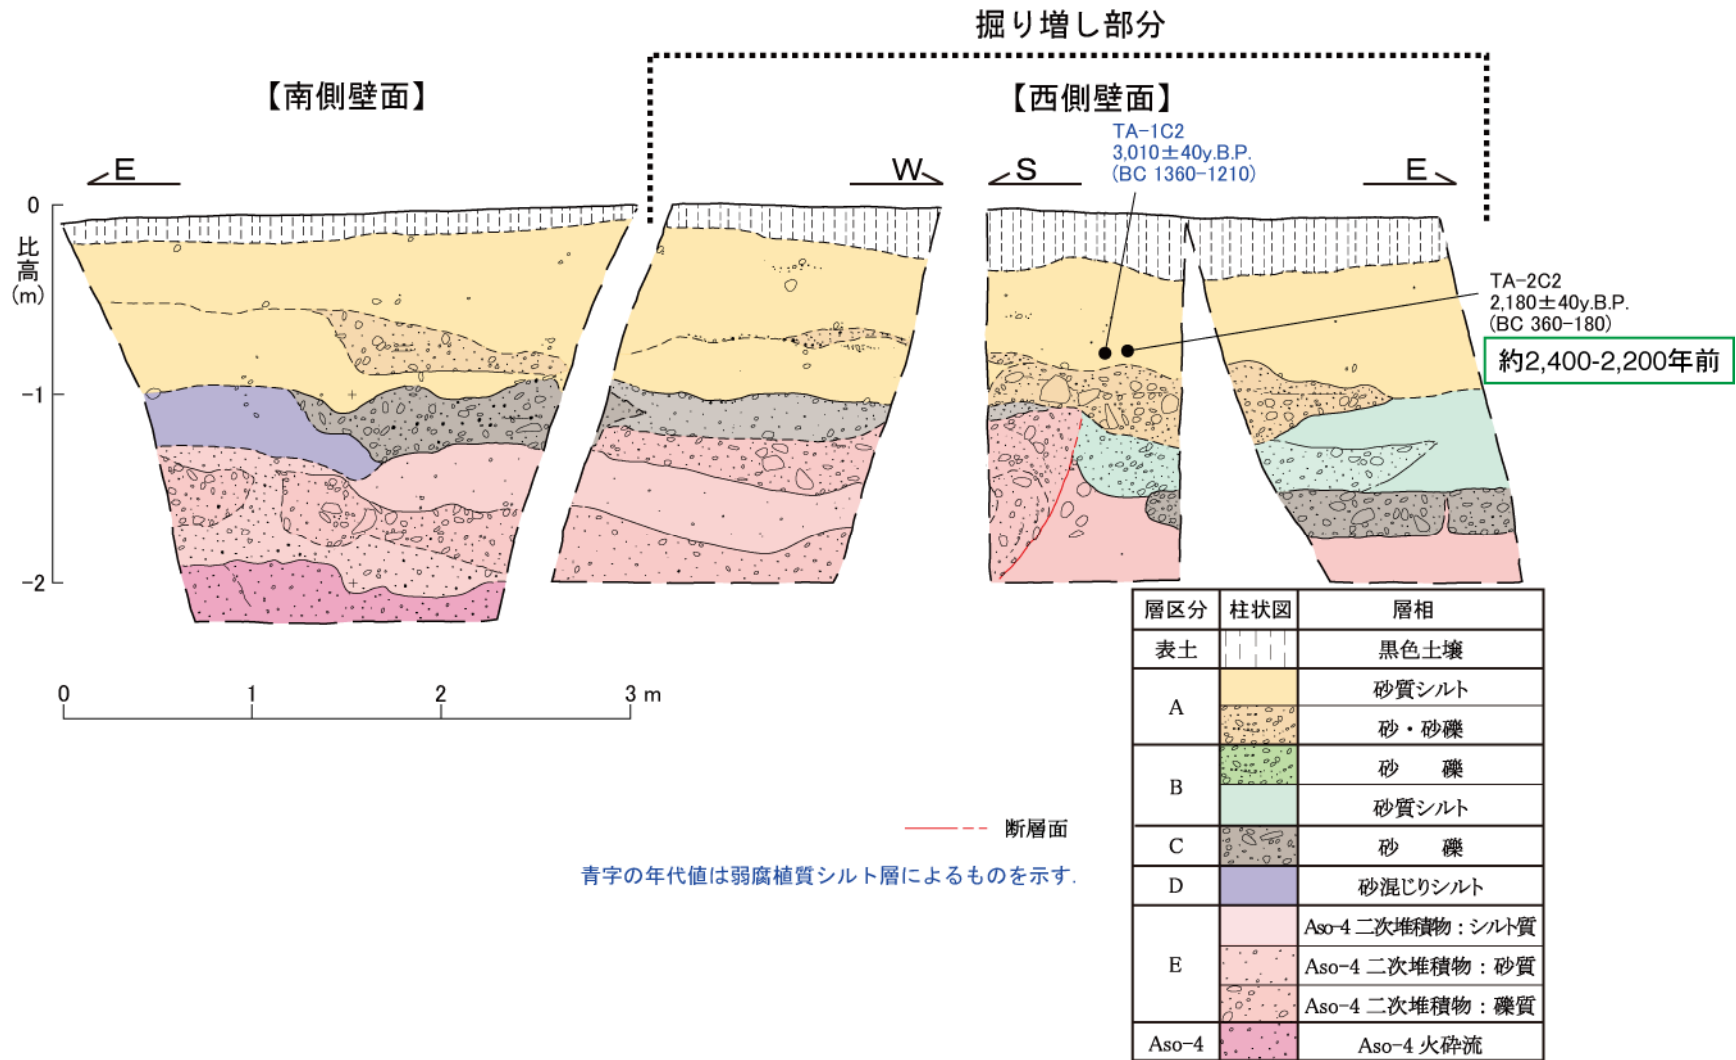 掘り増し部分
【南側壁面】
【西側壁面】
TA-1C2
3,010±40y.B.P.
(BC 1360-1210)
E
W
S
E
0
-1
-2
比高
(m)
TA-2C2
2,180±40y.B.P.
(BC 360-180)
約2,400-2,200年前
0 1 2 3 m
断層面
青字の年代値は弱腐植質シルト層によるものを示す.
層区分 柱状図 層相
表土 黒色土壌
A 砂質シルト
砂・砂礫
B 砂 礫
砂質シルト
C 砂 礫
D 砂混じりシルト
E Aso-4 二次堆積物：シルト質
Aso-4 二次堆積物：砂質
Aso-4 二次堆積物：礫質
Aso-4 Aso-4 火砕流